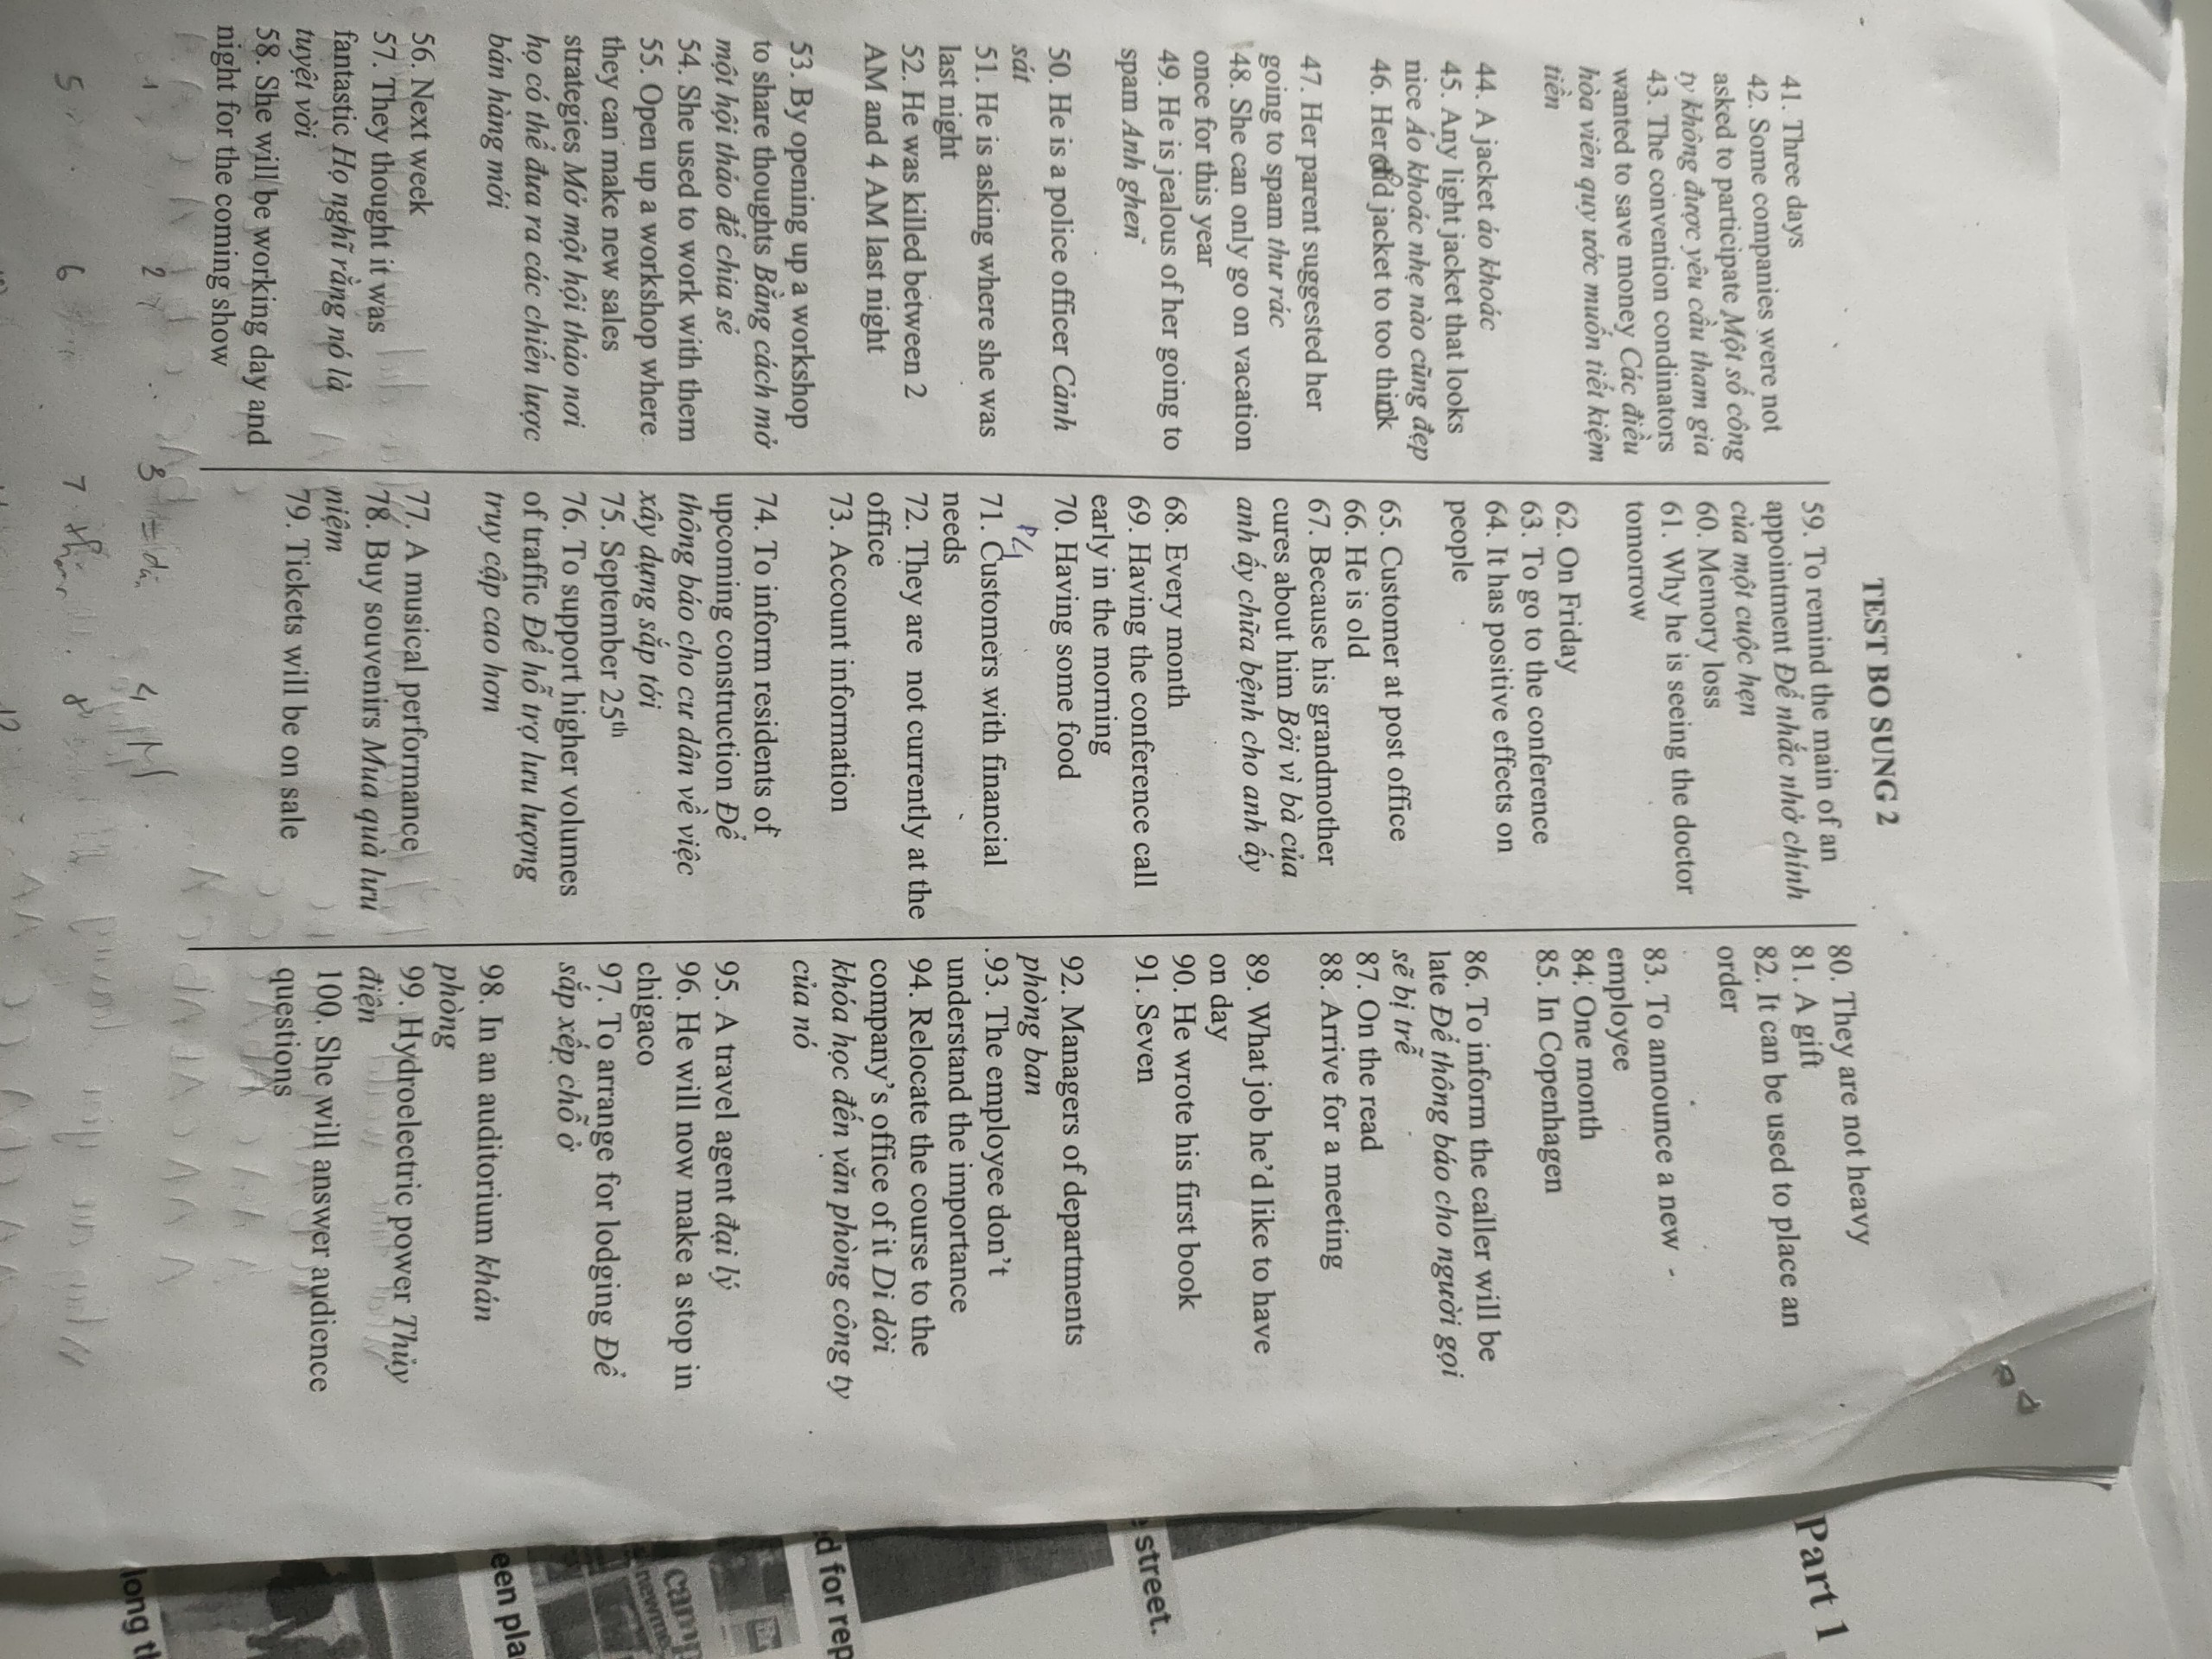 TEST BO SUNG 2
41. Three days
42. Some companies were not
asked to participate Một số công
ty không được yêu cầu tham gia
43. The convention condinators
wanted to save money Các điều
hòa viên quy ước muốn tiết kiệm
tiền
44. A jacket áo khoác
45. Any light jacket that looks
nice Áo khoác nhẹ nào cũng đẹp
46. Her did jacket to too think
47. Her parent suggested her
going to spam thư rác
48. She can only go on vacation
once for this year
49. He is jealous of her going to
spam Anh ghen
50. He is a police officer Cảnh
sát
51. He is asking where she was
last night
52. He was killed between 2
AM and 4 AM last night
53. By opening up a workshop
to share thoughts Bằng cách mở
một hội thảo để chia sẻ
54. She used to work with them
55. Open up a workshop where
they can make new sales
strategies Mở một hội thảo nơi
họ có thể đưa ra các chiến lược
bán hàng mới
56. Next week
57. They thought it was
fantastic Họ nghĩ rằng nó là
tuyệt vời
58. She will be working day and
night for the coming show
59. To remind the main of an
appointment Để nhắc nhở chính
của một cuộc hẹn
60. Memory loss
61. Why he is seeing the doctor
tomorrow
62. On Friday
63. To go to the conference
64. It has positive effects on
people
65. Customer at post office
66. He is old
67. Because his grandmother
cures about him Bởi vì bà của
anh ấy chữa bệnh cho anh ấy
68. Every month
69. Having the conference call
early in the morning
70. Having some food
P4
71. Customers with financial
needs
72. They are not currently at the
office
73. Account information
74. To inform residents of
upcoming construction Để
thông báo cho cư dân về việc
xây dựng sắp tới
75. September 25th
76. To support higher volumes
of traffic Để hỗ trợ lưu lượng
truy cập cao hơn
77. A musical performance
78. Buy souvenirs Mua quà lưu
niệm
79. Tickets will be on sale
80. They are not heavy
81. A gift
82. It can be used to place an
order
83. To announce a new
employee
84. One month
85. In Copenhagen
86. To inform the caller will be
late Để thông báo cho người gọi
sẽ bị trễ
87. On the read
88. Arrive for a meeting
89. What job he'd like to have
on day
90. He wrote his first book
91. Seven
92. Managers of departments
phòng ban
93. The employee don't
understand the importance
94. Relocate the course to the
company's office of it Di dời
khóa học đến văn phòng công ty
của nó
95. A travel agent đại lý
96. He will now make a stop in
chigaco
97. To arrange for lodging Để
sắp xếp chỗ ở
98. In an auditorium khán
phòng
99. Hydroelectric power Thủy
điện
100. She will answer audience
questions
1 2 3 4
5 6 7 8
Part 1
street.
d for rep
camp
newme
een pla
long th